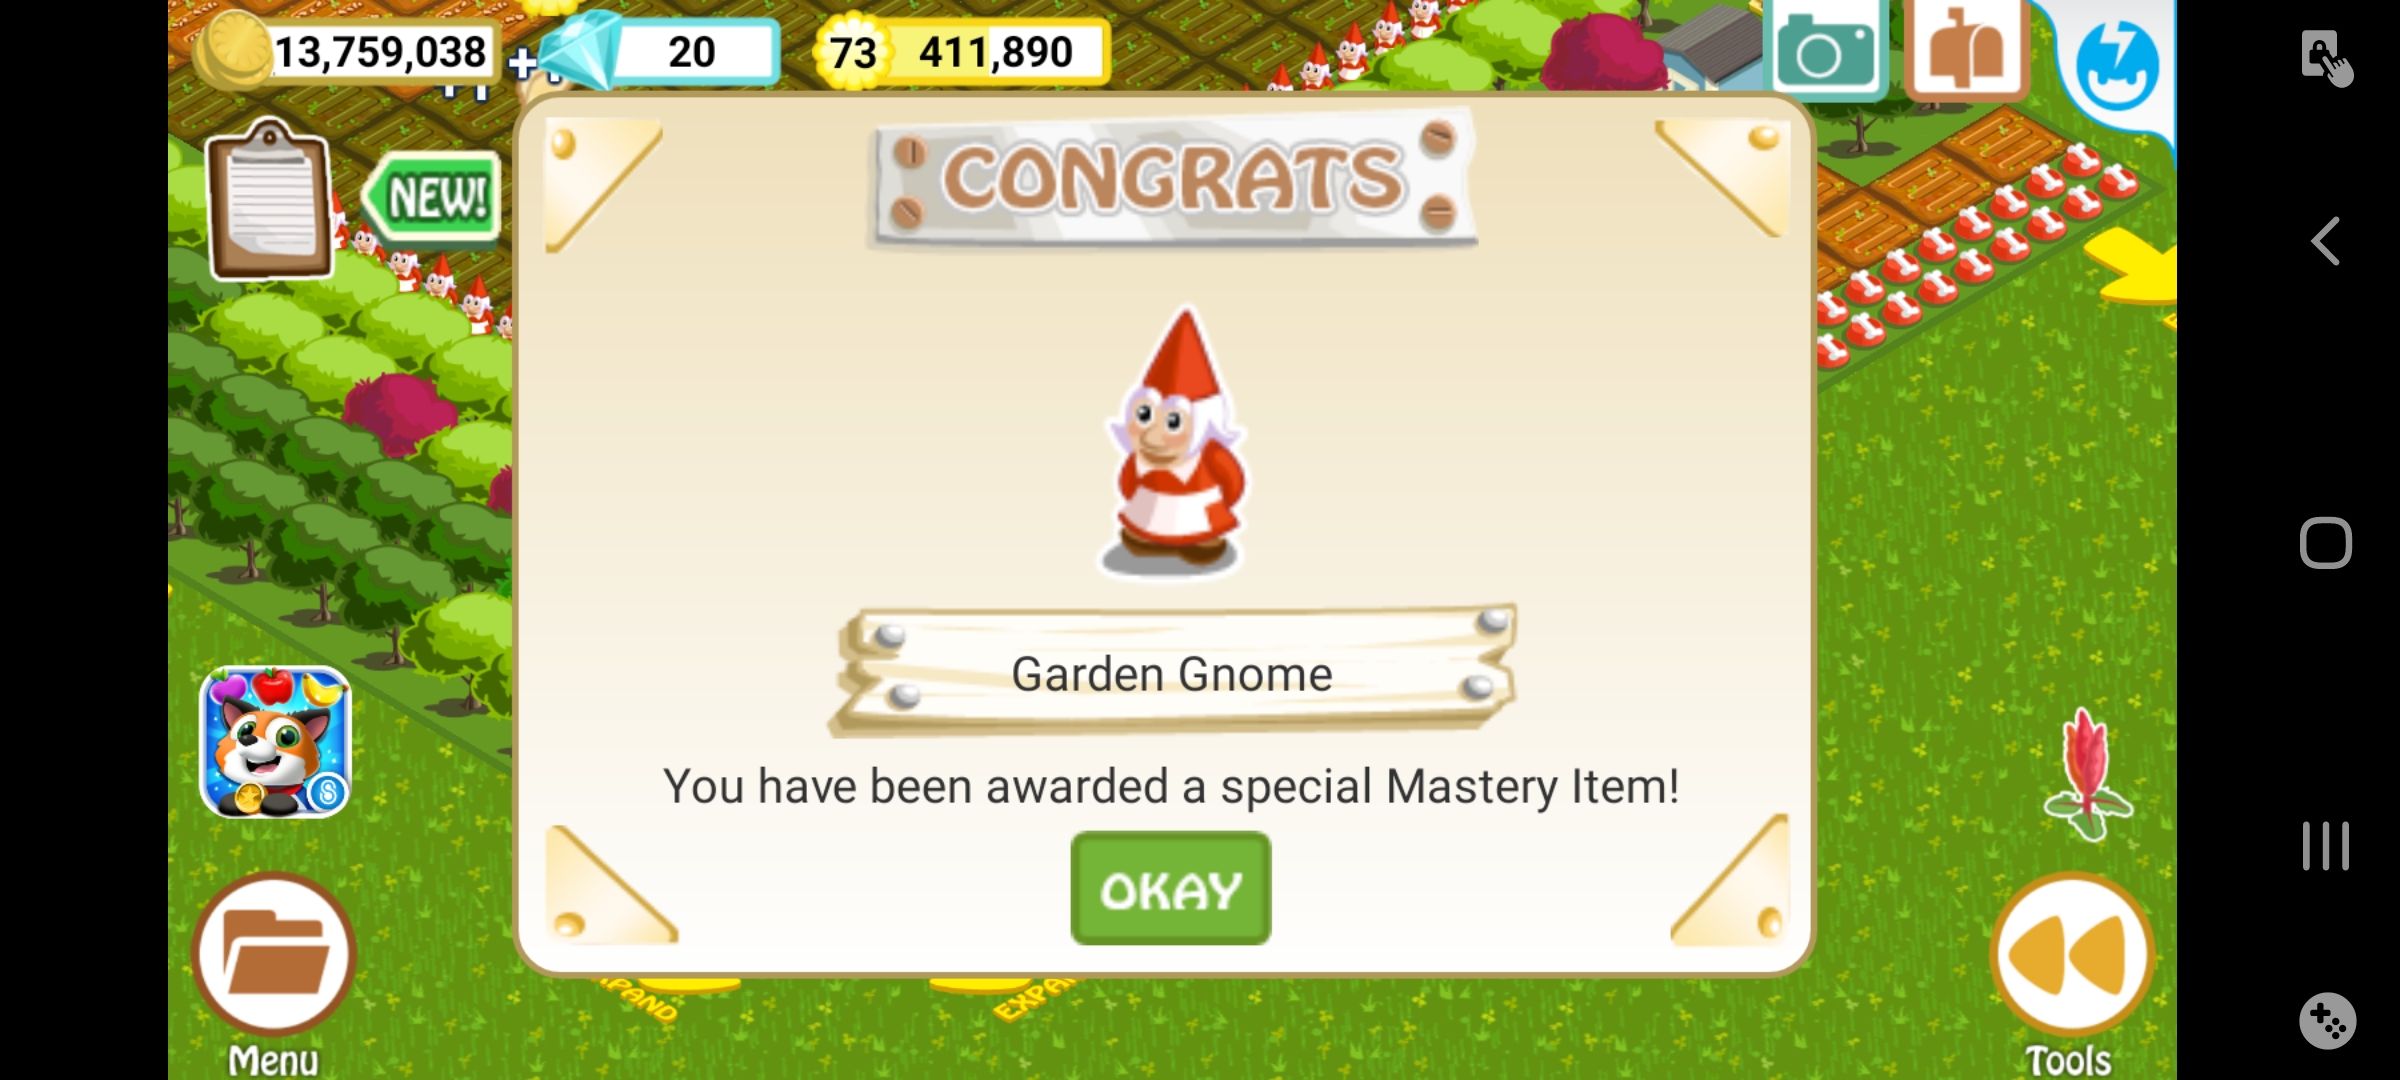 13,759,038
20
73 411,890
NEW!
CONGRATS
Garden Gnome
You have been awarded a special Mastery Item!
OKAY
Menu
Tools